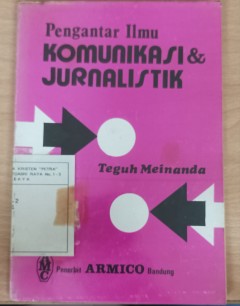 Pengantar Ilmu
KOMUNIKASI &
JURNALISTIK
Teguh Meinanda
Penerbit ARMICO Bandung